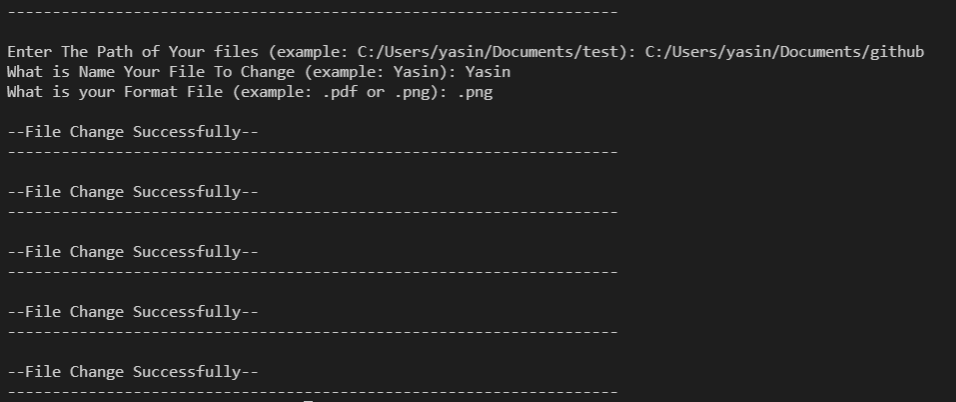 --------------------------------------------------------------------
Enter The Path of Your files (example: C:/Users/yasin/Documents/test): C:/Users/yasin/Documents/github
What is Name Your File To Change (example: Yasin): Yasin
What is your Format File (example: .pdf or .png): .png
--File Change Successfully--
--------------------------------------------------------------------
--File Change Successfully--
--------------------------------------------------------------------
--File Change Successfully--
--------------------------------------------------------------------
--File Change Successfully--
--------------------------------------------------------------------
--File Change Successfully--
--------------------------------------------------------------------